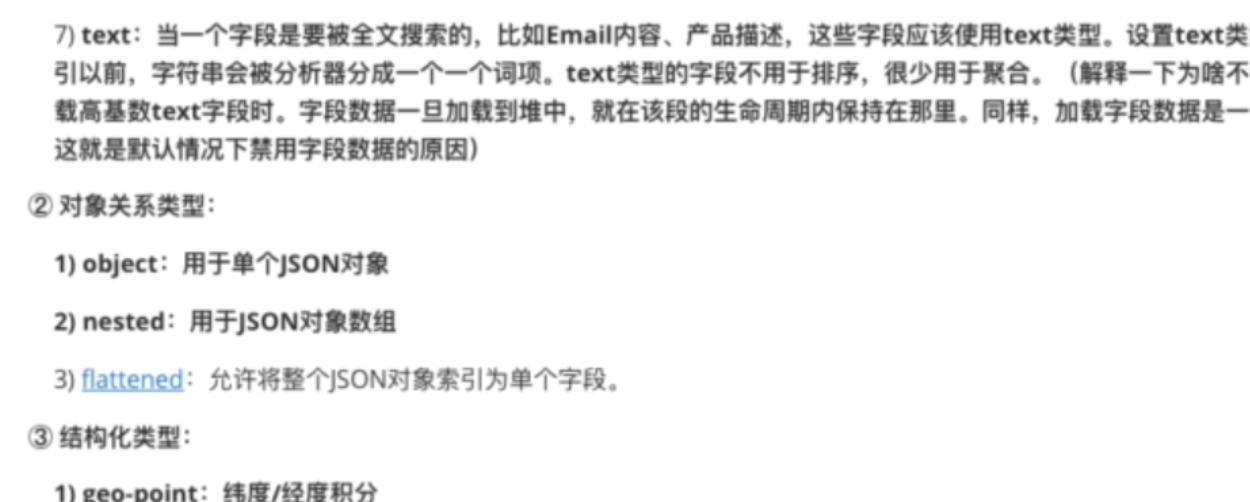 7) text：当一个字段是要被全文搜索的，比如Email内容、产品描述，这些字段应该使用text类型。设置text类
引以前，字符串会被分析器分成一个一个词项。text类型的字段不用于排序，很少用于聚合。（解释一下为啥不
载高基数text字段时。字段数据一旦加载到堆中，就在该段的生命周期内保持在那里。同样，加载字段数据是一
这就是默认情况下禁用字段数据的原因）
② 对象关系类型：
1) object：用于单个JSON对象
2) nested：用于JSON对象数组
3) flattened：允许将整个JSON对象索引为单个字段。
③ 结构化类型：
1) geo-point：纬度/经度积分